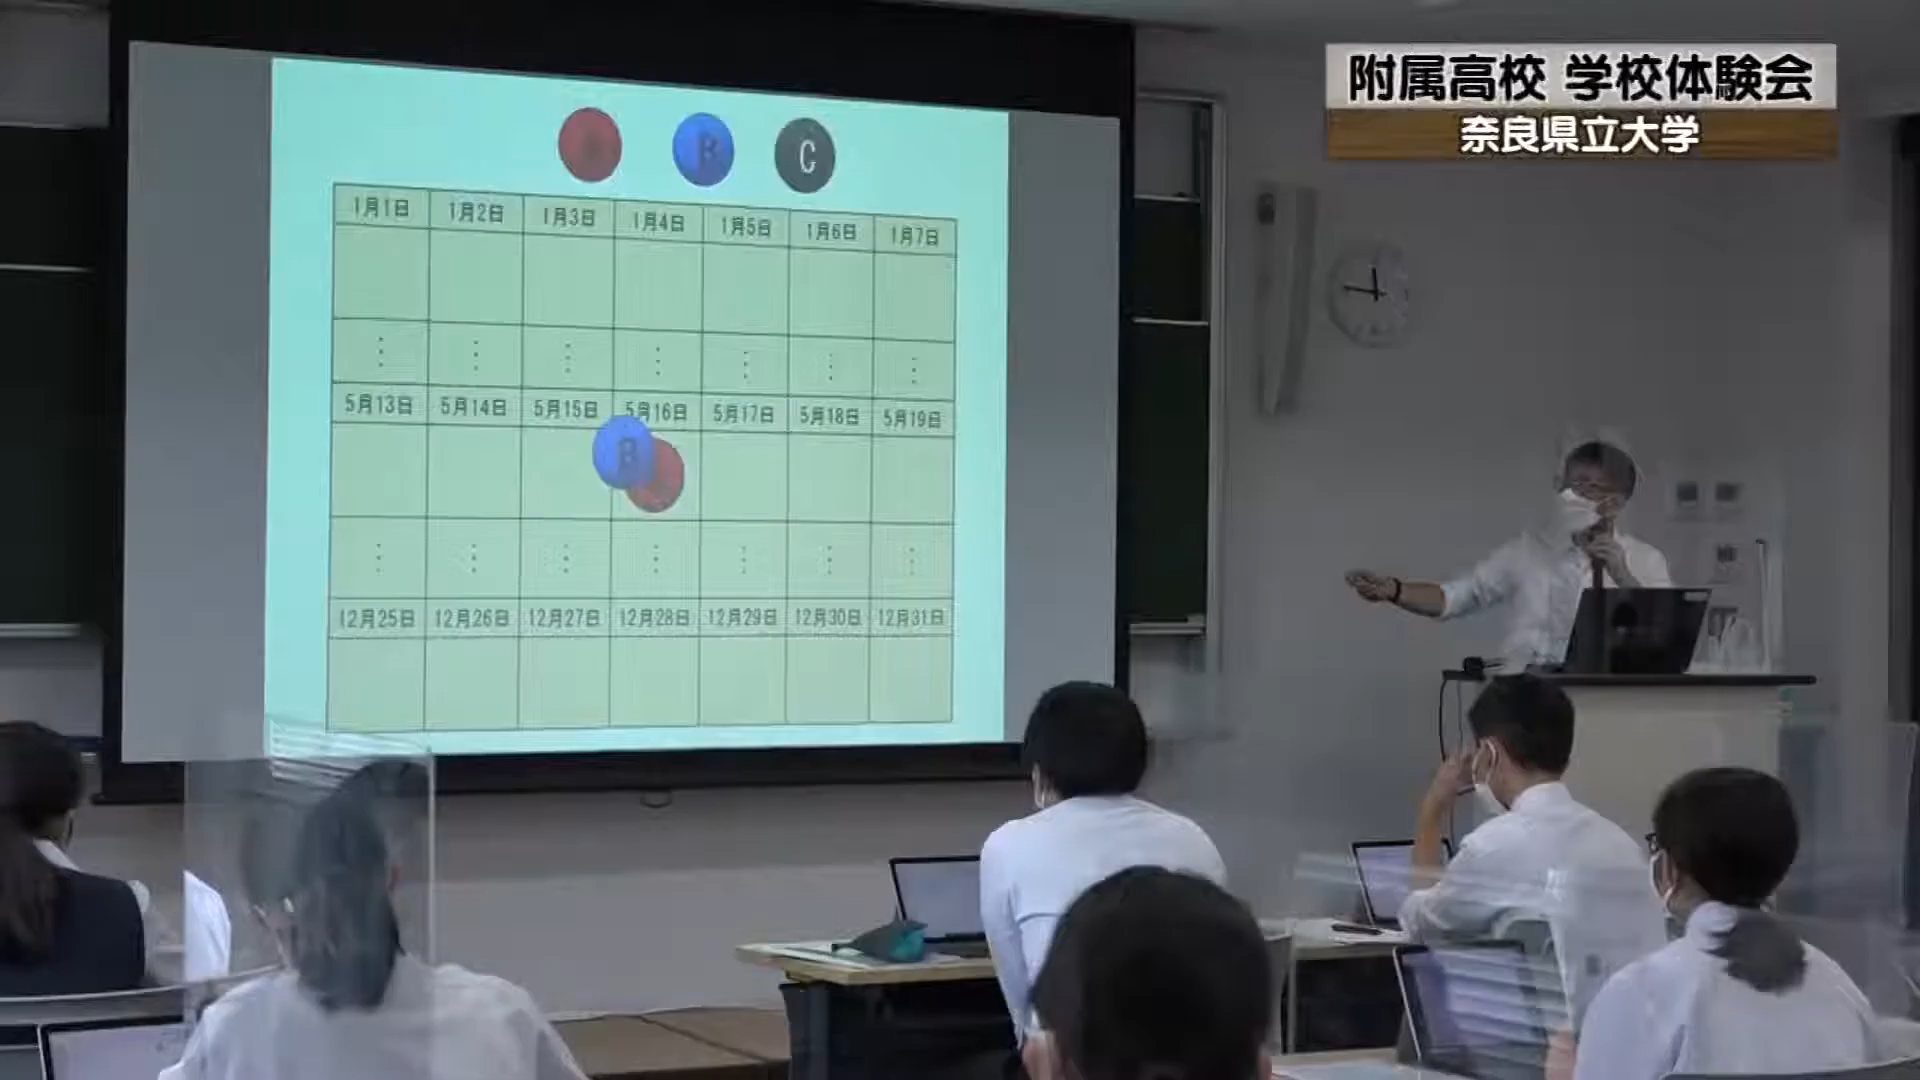 附属高校 学校体験会
奈良県立大学
B C
1月1日 1月2日 1月3日 1月4日 1月5日 1月6日 1月7日
5月13日 5月14日 5月15日 5月16日 5月17日 5月18日 5月19日
B
12月25日 12月26日 12月27日 12月28日 12月29日 12月30日 12月31日